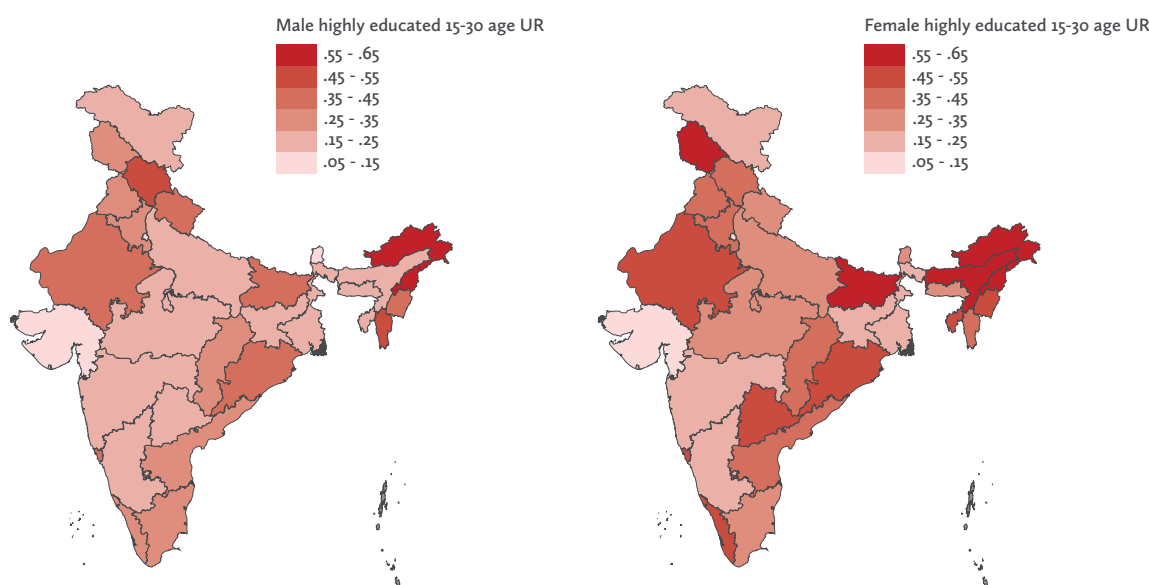 Male highly educated 15-30 age UR
.55 - .65
.45 - .55
.35 - .45
.25 - .35
.15 - .25
.05 - .15
Female highly educated 15-30 age UR
.55 - .65
.45 - .55
.35 - .45
.25 - .35
.15 - .25
.05 - .15